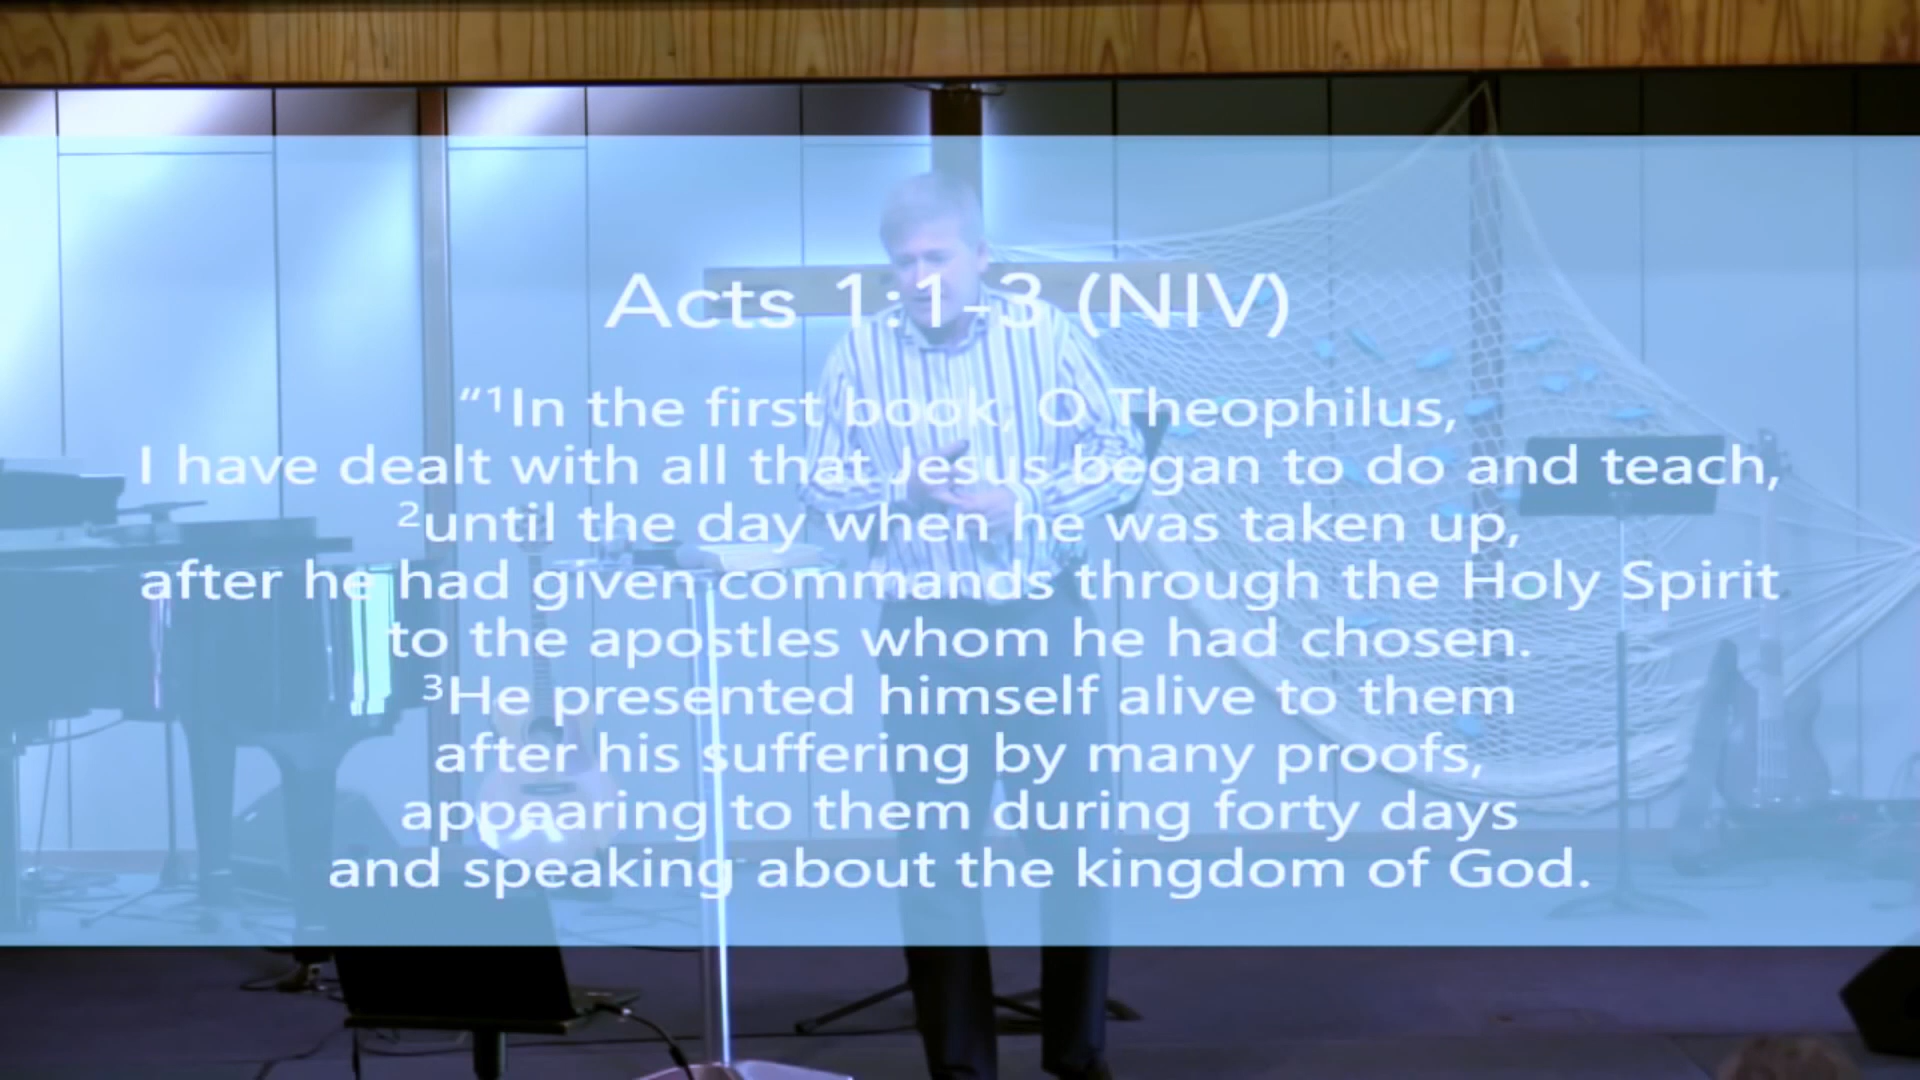 Acts 1:1-3 (NIV)
“¹In the first book, O Theophilus,
I have dealt with all that Jesus began to do and teach,
²until the day when he was taken up,
after he had given commands through the Holy Spirit
to the apostles whom he had chosen.
³He presented himself alive to them
after his suffering by many proofs,
appearing to them during forty days
and speaking about the kingdom of God.